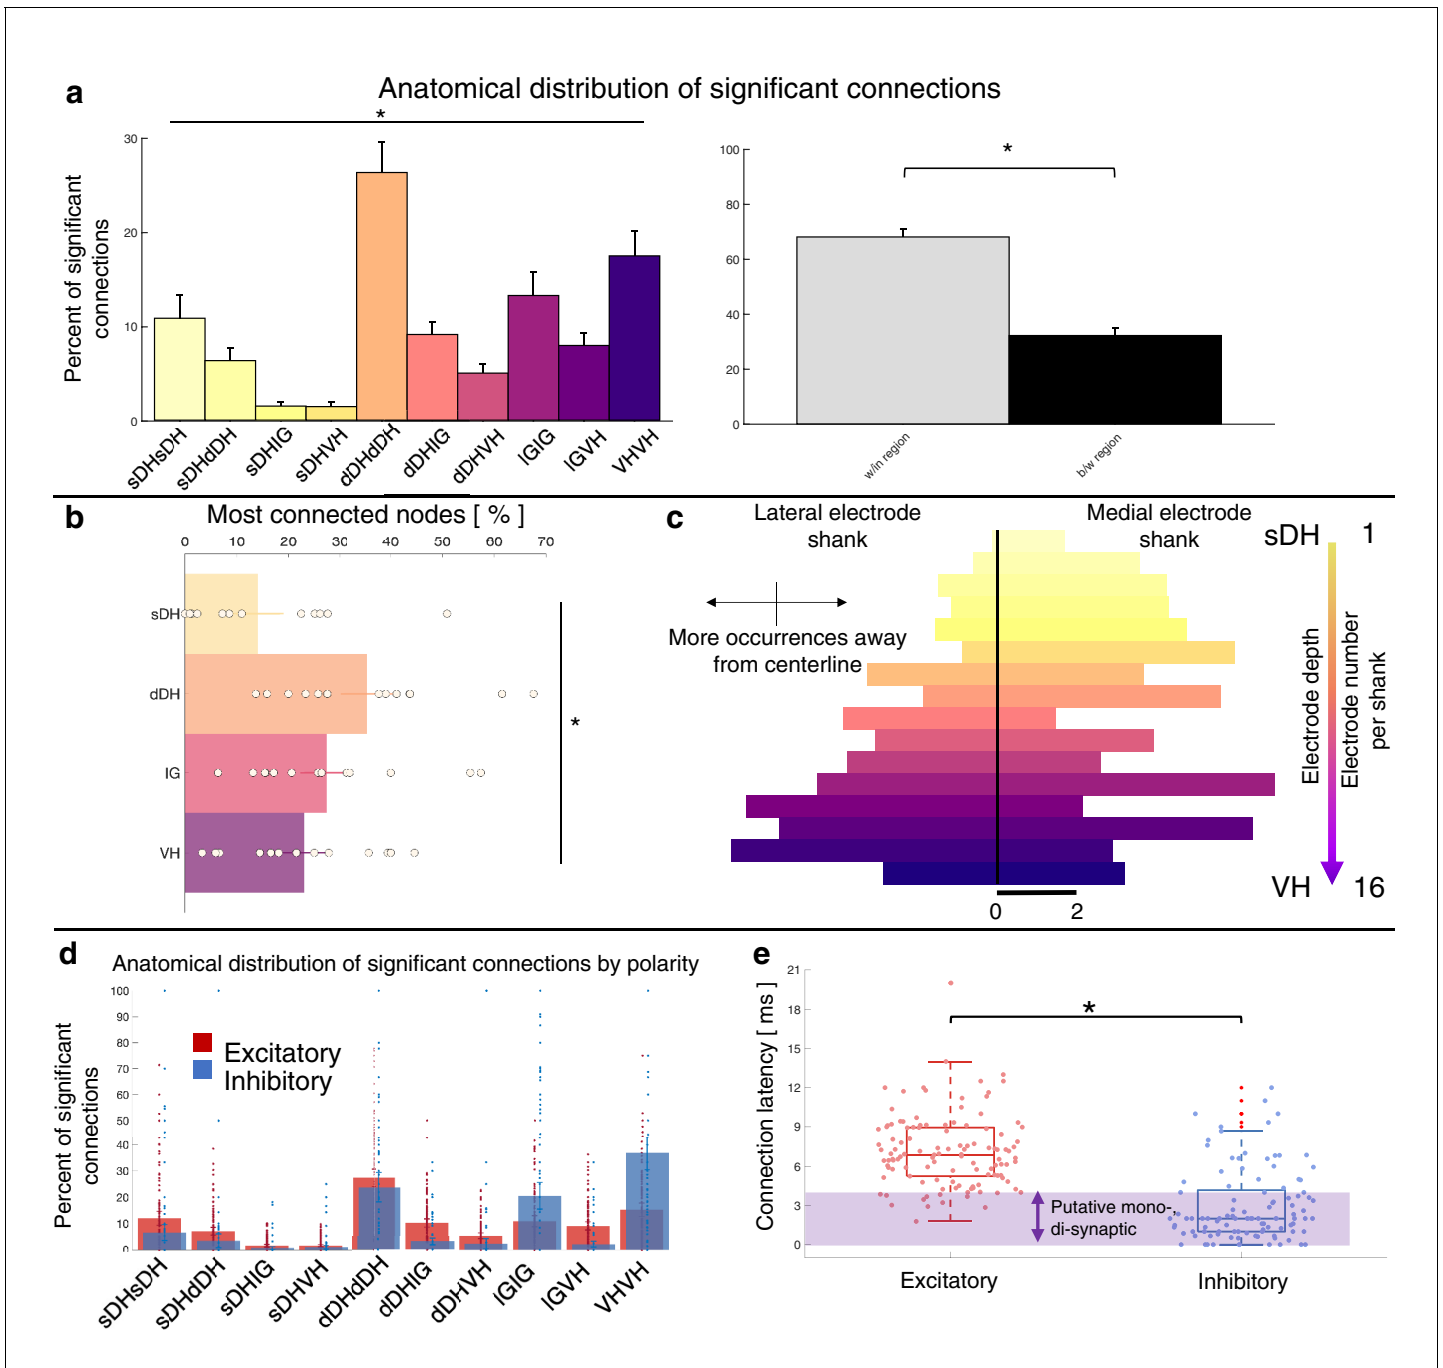 a
Anatomical distribution of significant connections
*
Percent of significant
connections
30
20
10
0
sDHsDH
sDHdDH
sDHIG
sDHVH
dDHdDH
dDHIG
dDHVH
IGIG
IGVH
VHVH
*
100
80
60
40
20
0
w/in region
b/w region
b
Most connected nodes [ % ]
0 10 20 30 40 50 60 70
sDH
dDH
IG
VH
*
c
Lateral electrode
shank
Medial electrode
shank
More occurrences away
from centerline
sDH 1
Electrode depth
Electrode number
per shank
VH 16
0 2
d
Anatomical distribution of significant connections by polarity
Percent of significant
connections
100
90
80
70
60
50
40
30
20
10
0
Excitatory
Inhibitory
sDHsDH
sDHdDH
sDHIG
sDHVH
dDHdDH
dDHIG
dDHVH
IGIG
IGVH
VHVH
e
Connection latency [ ms ]
21
18
15
12
9
6
3
0
*
Putative mono-,
di-synaptic
Excitatory
Inhibitory